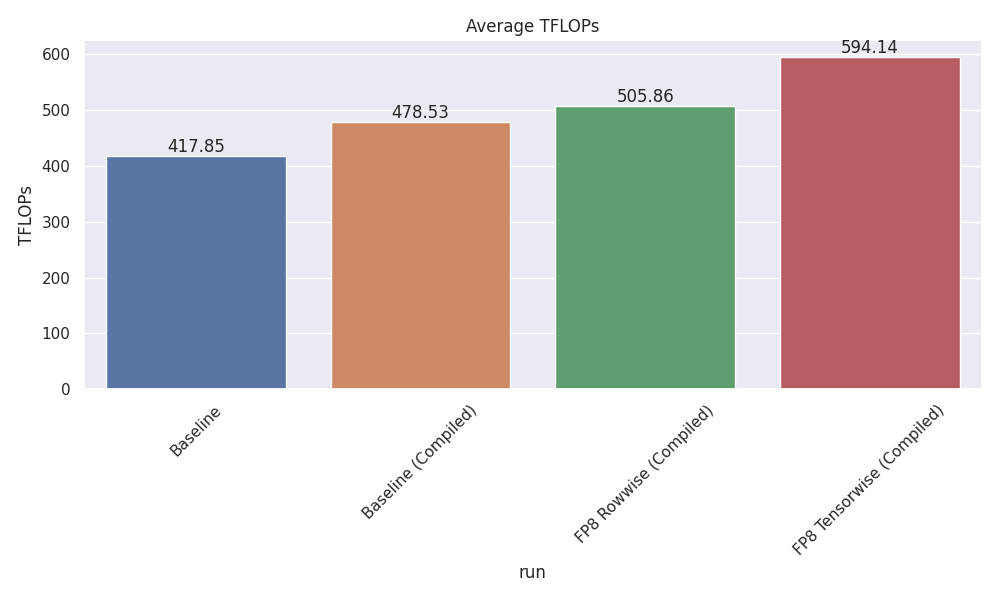 Average TFLOPs
TFLOPs
600
500
400
300
200
100
0
417.85
478.53
505.86
594.14
Baseline
Baseline (Compiled)
FP8 Rowwise (Compiled)
FP8 Tensorwise (Compiled)
run